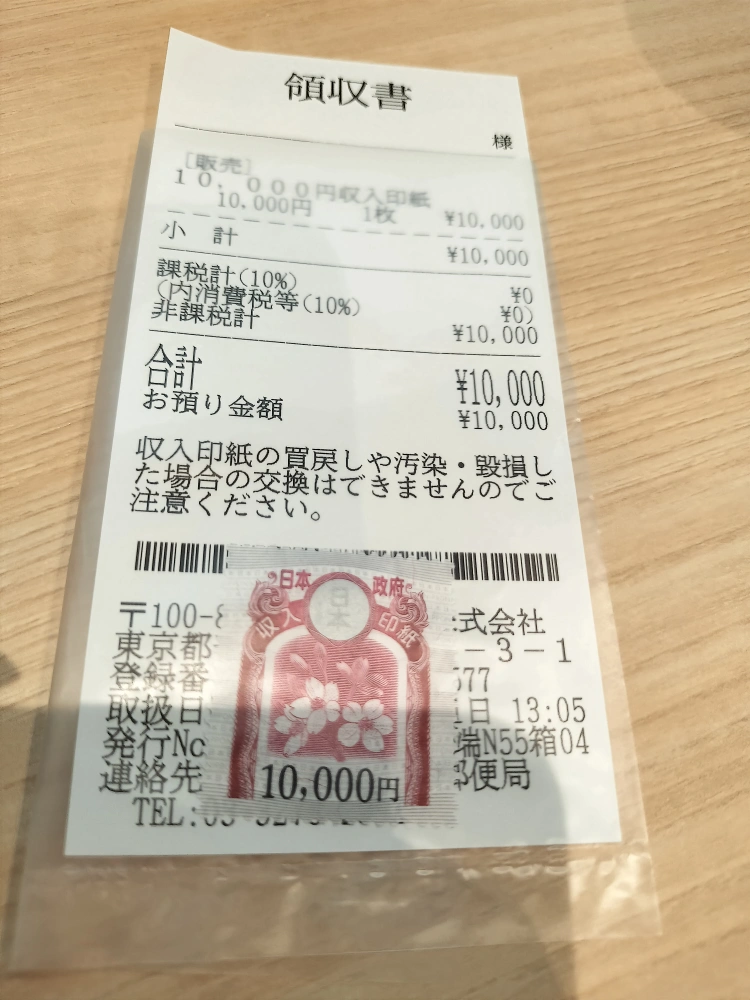 領収書
様
[販売]
10,000円収入印紙
10,000円 1枚 ¥10,000
小 計 ¥10,000
課税計(10%) ¥0
(内消費税等(10%) ¥0)
非課税計 ¥10,000
合計 ¥10,000
お預り金額 ¥10,000
収入印紙の買戻しや汚染・毀損し
た場合の交換はできませんのでご
注意ください。
日本 政府
日本
収入 印紙
10,000円
〒100-8 式会社
東京都 -3-1
登録番 577
取扱日 日 13:05
発行No 端N55箱04
連絡先 便局
TEL: